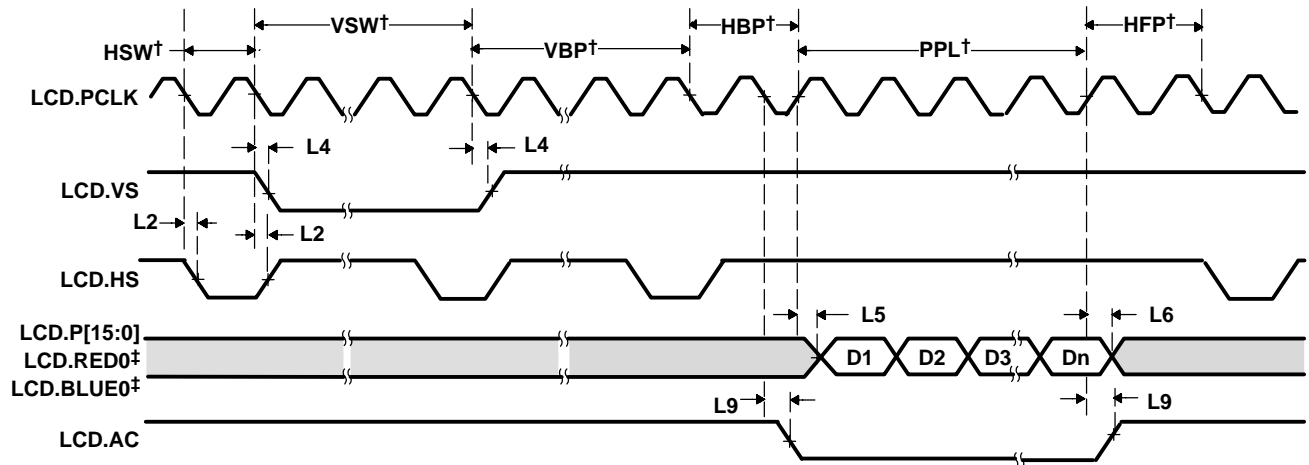 VSW†
HBP†
HFP†
HSW†
VBP†
PPL†
LCD.PCLK
L4
L4
LCD.VS
L2
L2
LCD.HS
LCD.P[15:0]
L5
L6
LCD.RED0‡
D1
D2
D3
Dn
LCD.BLUE0‡
L9
L9
LCD.AC